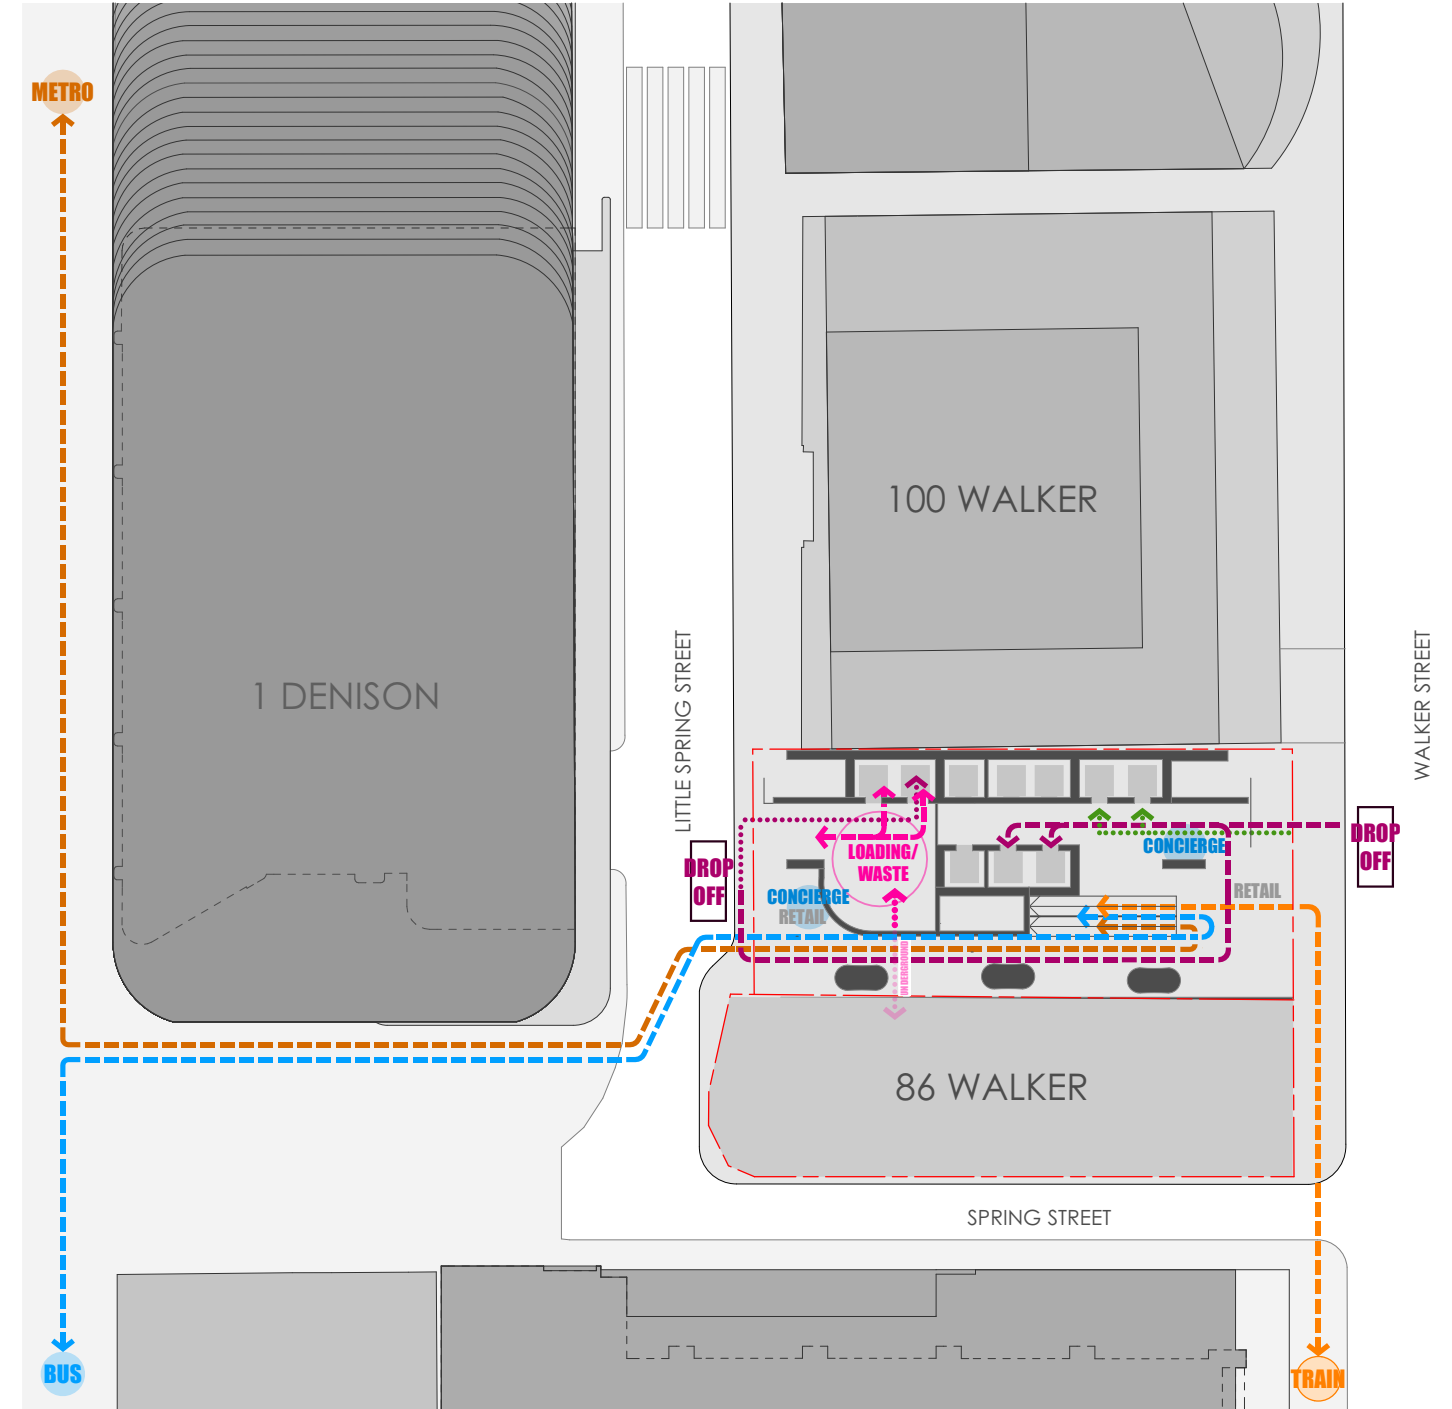 METRO
100 WALKER
1 DENISON
LITTLE SPRING STREET
WALKER STREET
DROP
OFF
CONCIERGE
LOADING/
WASTE
DROP
OFF
CONCIERGE
RETAIL
RETAIL
UNDERGROUND
86 WALKER
SPRING STREET
BUS
TRAIN